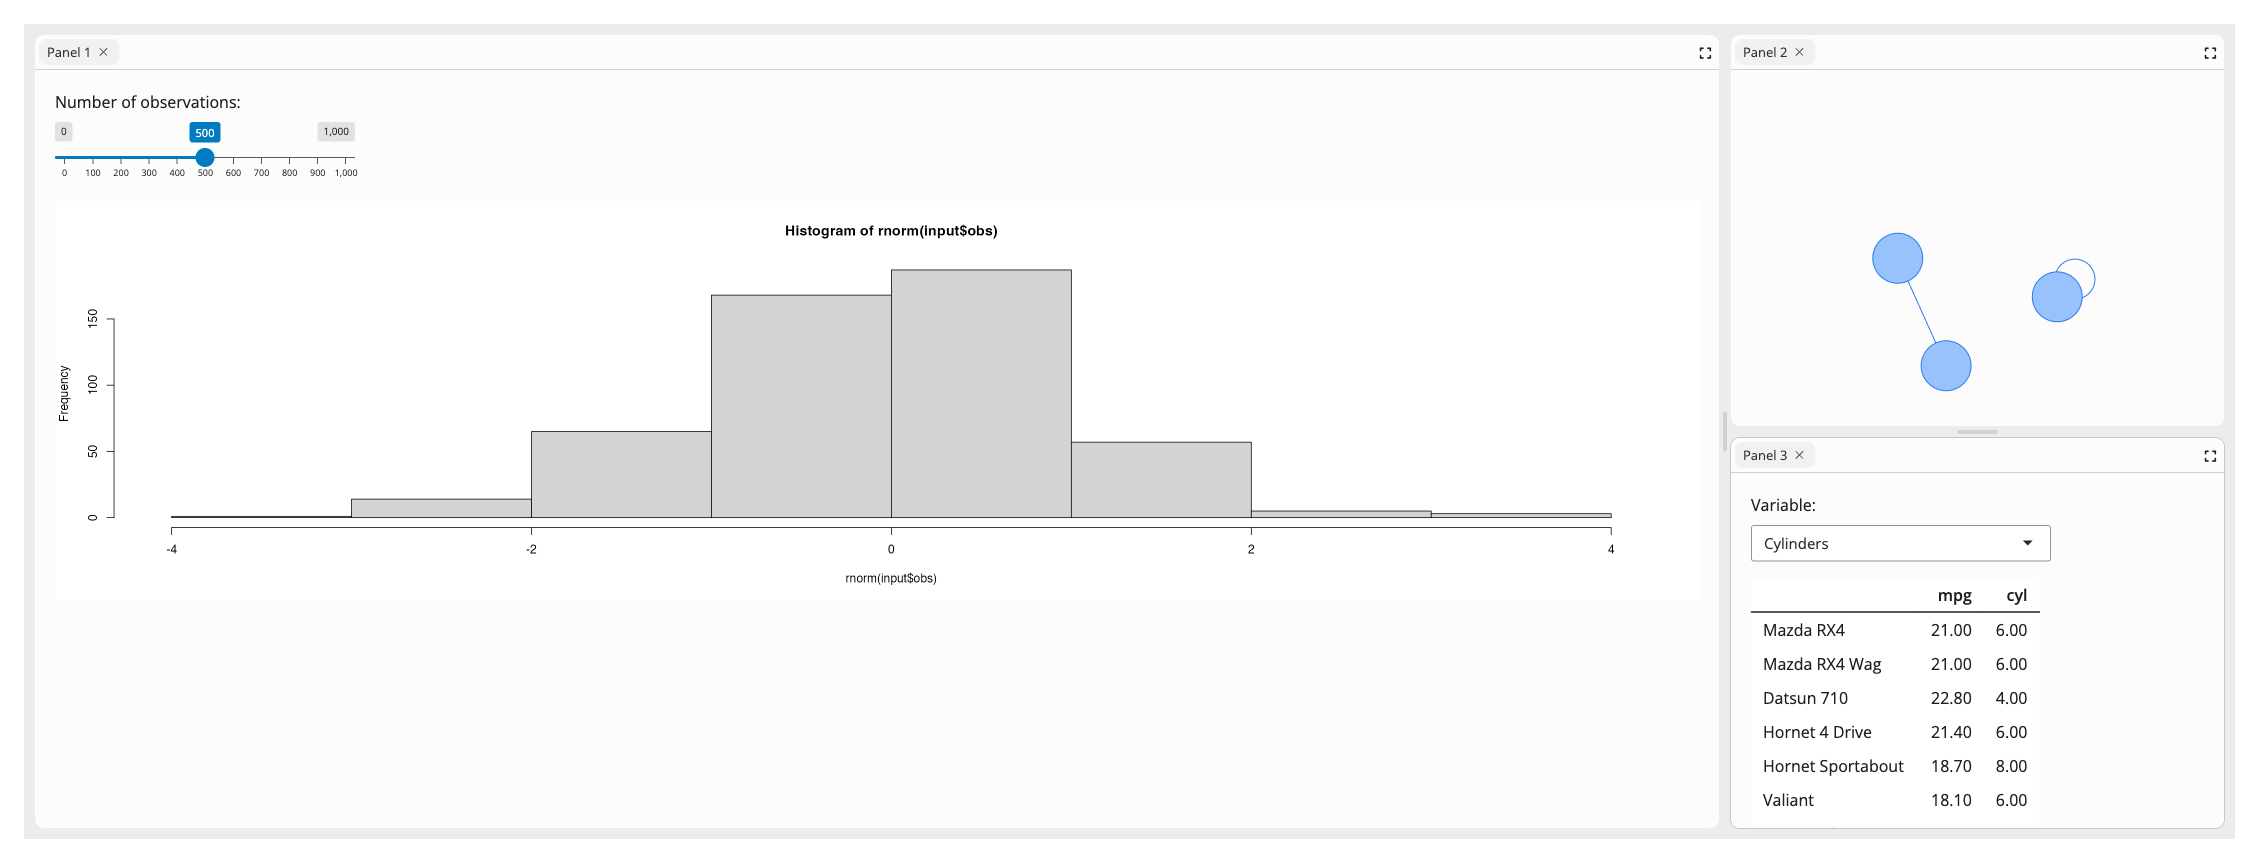 Panel 1
Number of observations:
0 500 1,000
0 100 200 300 400 500 600 700 800 900 1,000
Histogram of rnorm(input$obs)
Frequency
150
100
50
0
-4 -2 0 2 4
rnorm(input$obs)
Panel 2
Panel 3
Variable:
Cylinders
mpg cyl
Mazda RX4 21.00 6.00
Mazda RX4 Wag 21.00 6.00
Datsun 710 22.80 4.00
Hornet 4 Drive 21.40 6.00
Hornet Sportabout 18.70 8.00
Valiant 18.10 6.00